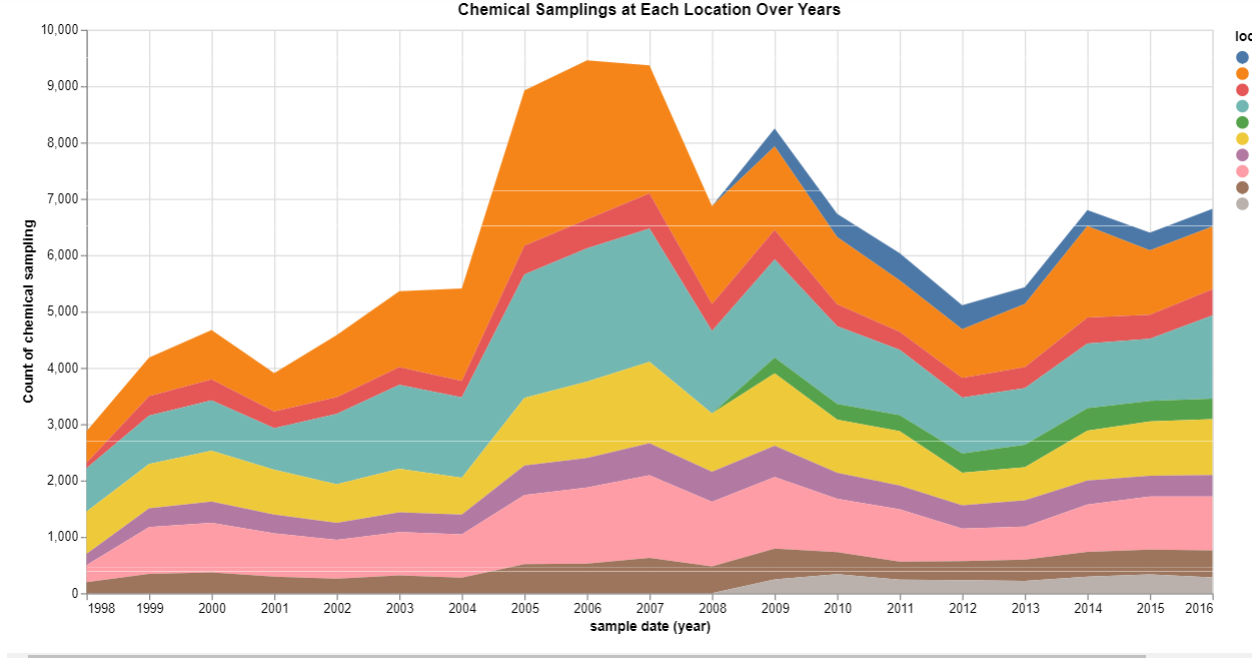 Chemical Samplings at Each Location Over Years
10,000
9,000
8,000
7,000
6,000
5,000
4,000
3,000
2,000
1,000
0
Count of chemical sampling
1998 1999 2000 2001 2002 2003 2004 2005 2006 2007 2008 2009 2010 2011 2012 2013 2014 2015 2016
sample date (year)
loc